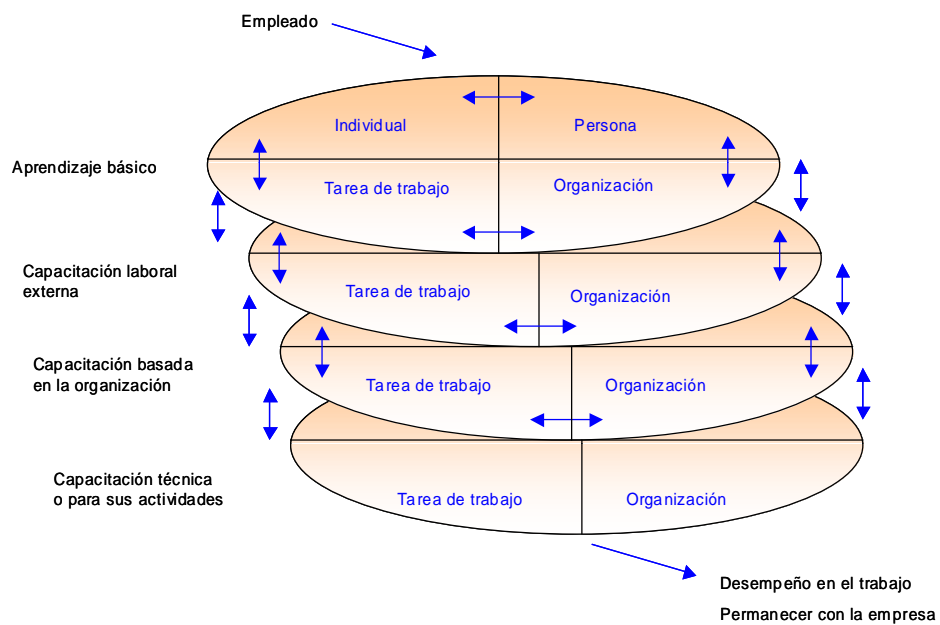 Empleado
Individual
Persona
Aprendizaje básico
Tarea de trabajo
Organización
Capacitación laboral
externa
Tarea de trabajo
Organización
Capacitación basada
en la organización
Tarea de trabajo
Organización
Capacitación técnica
o para sus actividades
Tarea de trabajo
Organización
Desempeño en el trabajo
Permanecer con la empresa